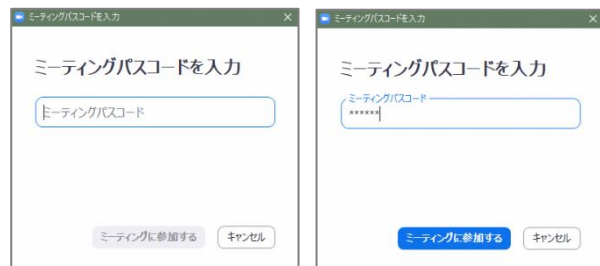 ミーティングパスコードを入力
ミーティングパスコードを入力
ミーティングパスコード
ミーティングに参加する
キャンセル
ミーティングパスコードを入力
ミーティングパスコードを入力
ミーティングパスコード
******
ミーティングに参加する
キャンセル